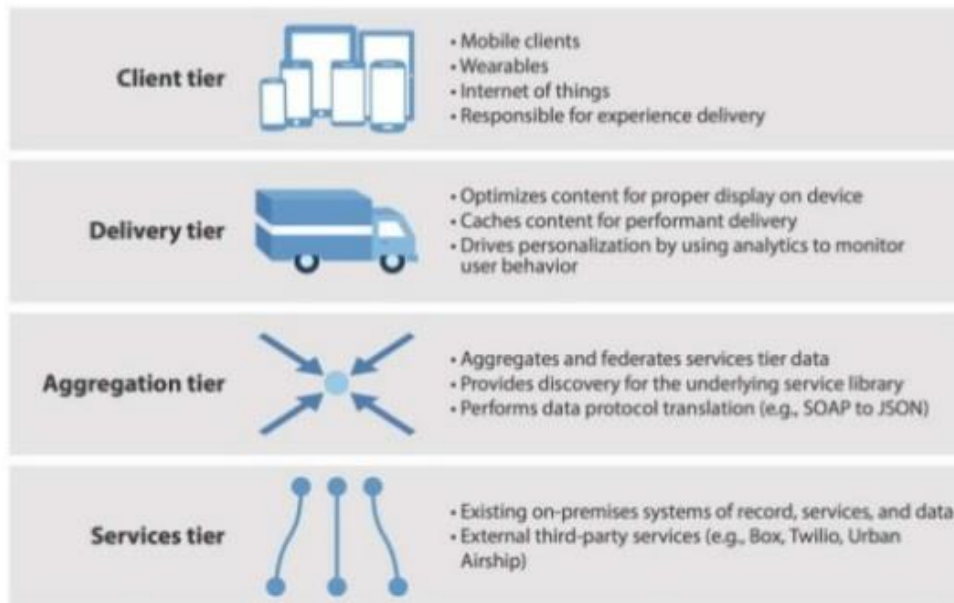 Client tier
• Mobile clients
• Wearables
• Internet of things
• Responsible for experience delivery
Delivery tier
• Optimizes content for proper display on device
• Caches content for performant delivery
• Drives personalization by using analytics to monitor
user behavior
Aggregation tier
• Aggregates and federates services tier data
• Provides discovery for the underlying service library
• Performs data protocol translation (e.g., SOAP to JSON)
Services tier
• Existing on-premises systems of record, services, and data
• External third-party services (e.g., Box, Twilio, Urban
Airship)